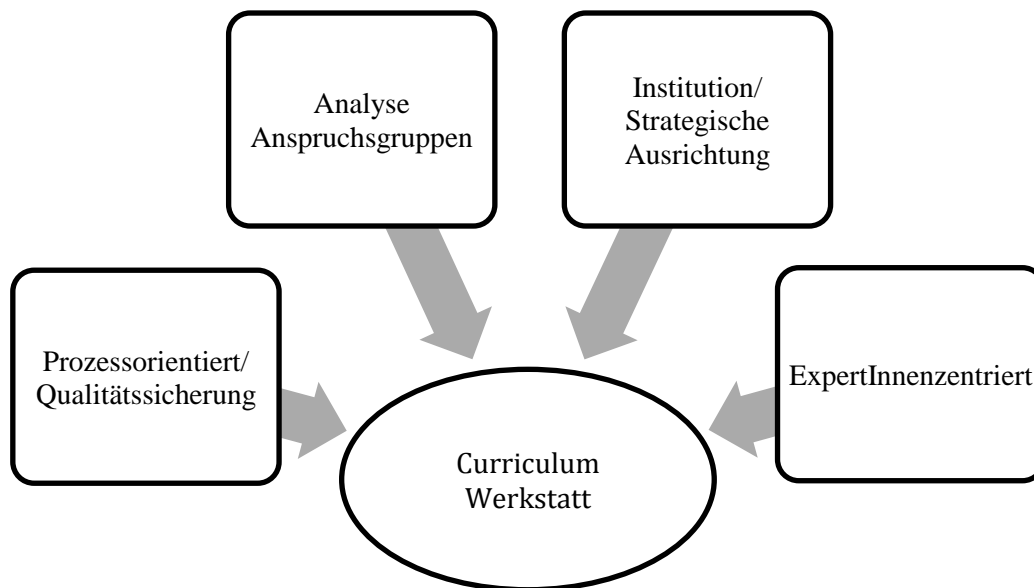 Analyse
Anspruchsgruppen
Institution/
Strategische
Ausrichtung
Prozessorientiert/
Qualitätssicherung
ExpertInnenzentriert
Curriculum
Werkstatt